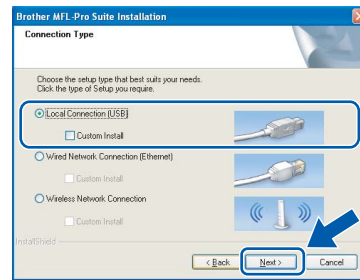 Brother MFL-Pro Suite Installation
Connection Type
Choose the setup type that best suits your needs.
Click the type of Setup you require.
Local Connection (USB)
Custom Install
Wired Network Connection (Ethernet)
Custom Install
Wireless Network Connection
Custom Install
InstallShield
< Back
Next >
Cancel